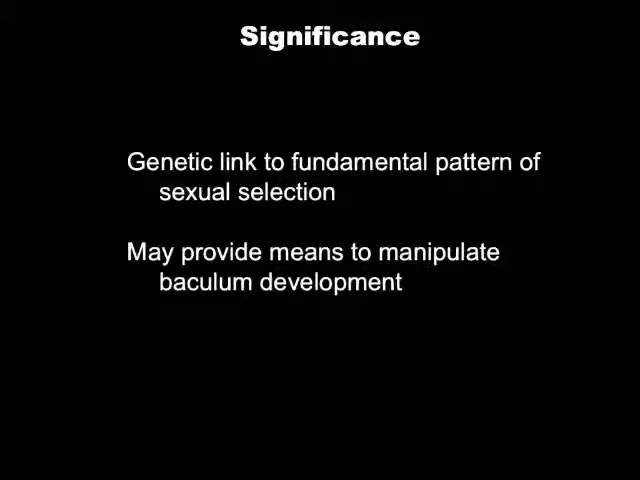 Significance
Genetic link to fundamental pattern of
sexual selection
May provide means to manipulate
baculum development